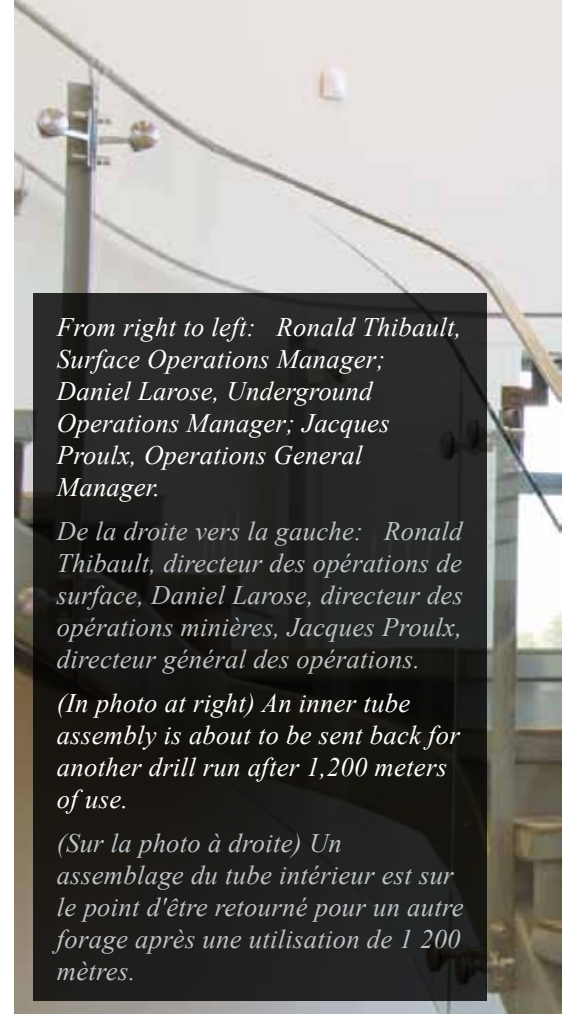 From right to left:   Ronald Thibault,
Surface Operations Manager;
Daniel Larose, Underground
Operations Manager; Jacques
Proulx, Operations General
Manager.
De la droite vers la gauche:   Ronald
Thibault, directeur des opérations de
surface, Daniel Larose, directeur des
opérations minières, Jacques Proulx,
directeur général des opérations.
(In photo at right) An inner tube
assembly is about to be sent back for
another drill run after 1,200 meters
of use.
(Sur la photo à droite) Un
assemblage du tube intérieur est sur
le point d'être retourné pour un autre
forage après une utilisation de 1 200
mètres.